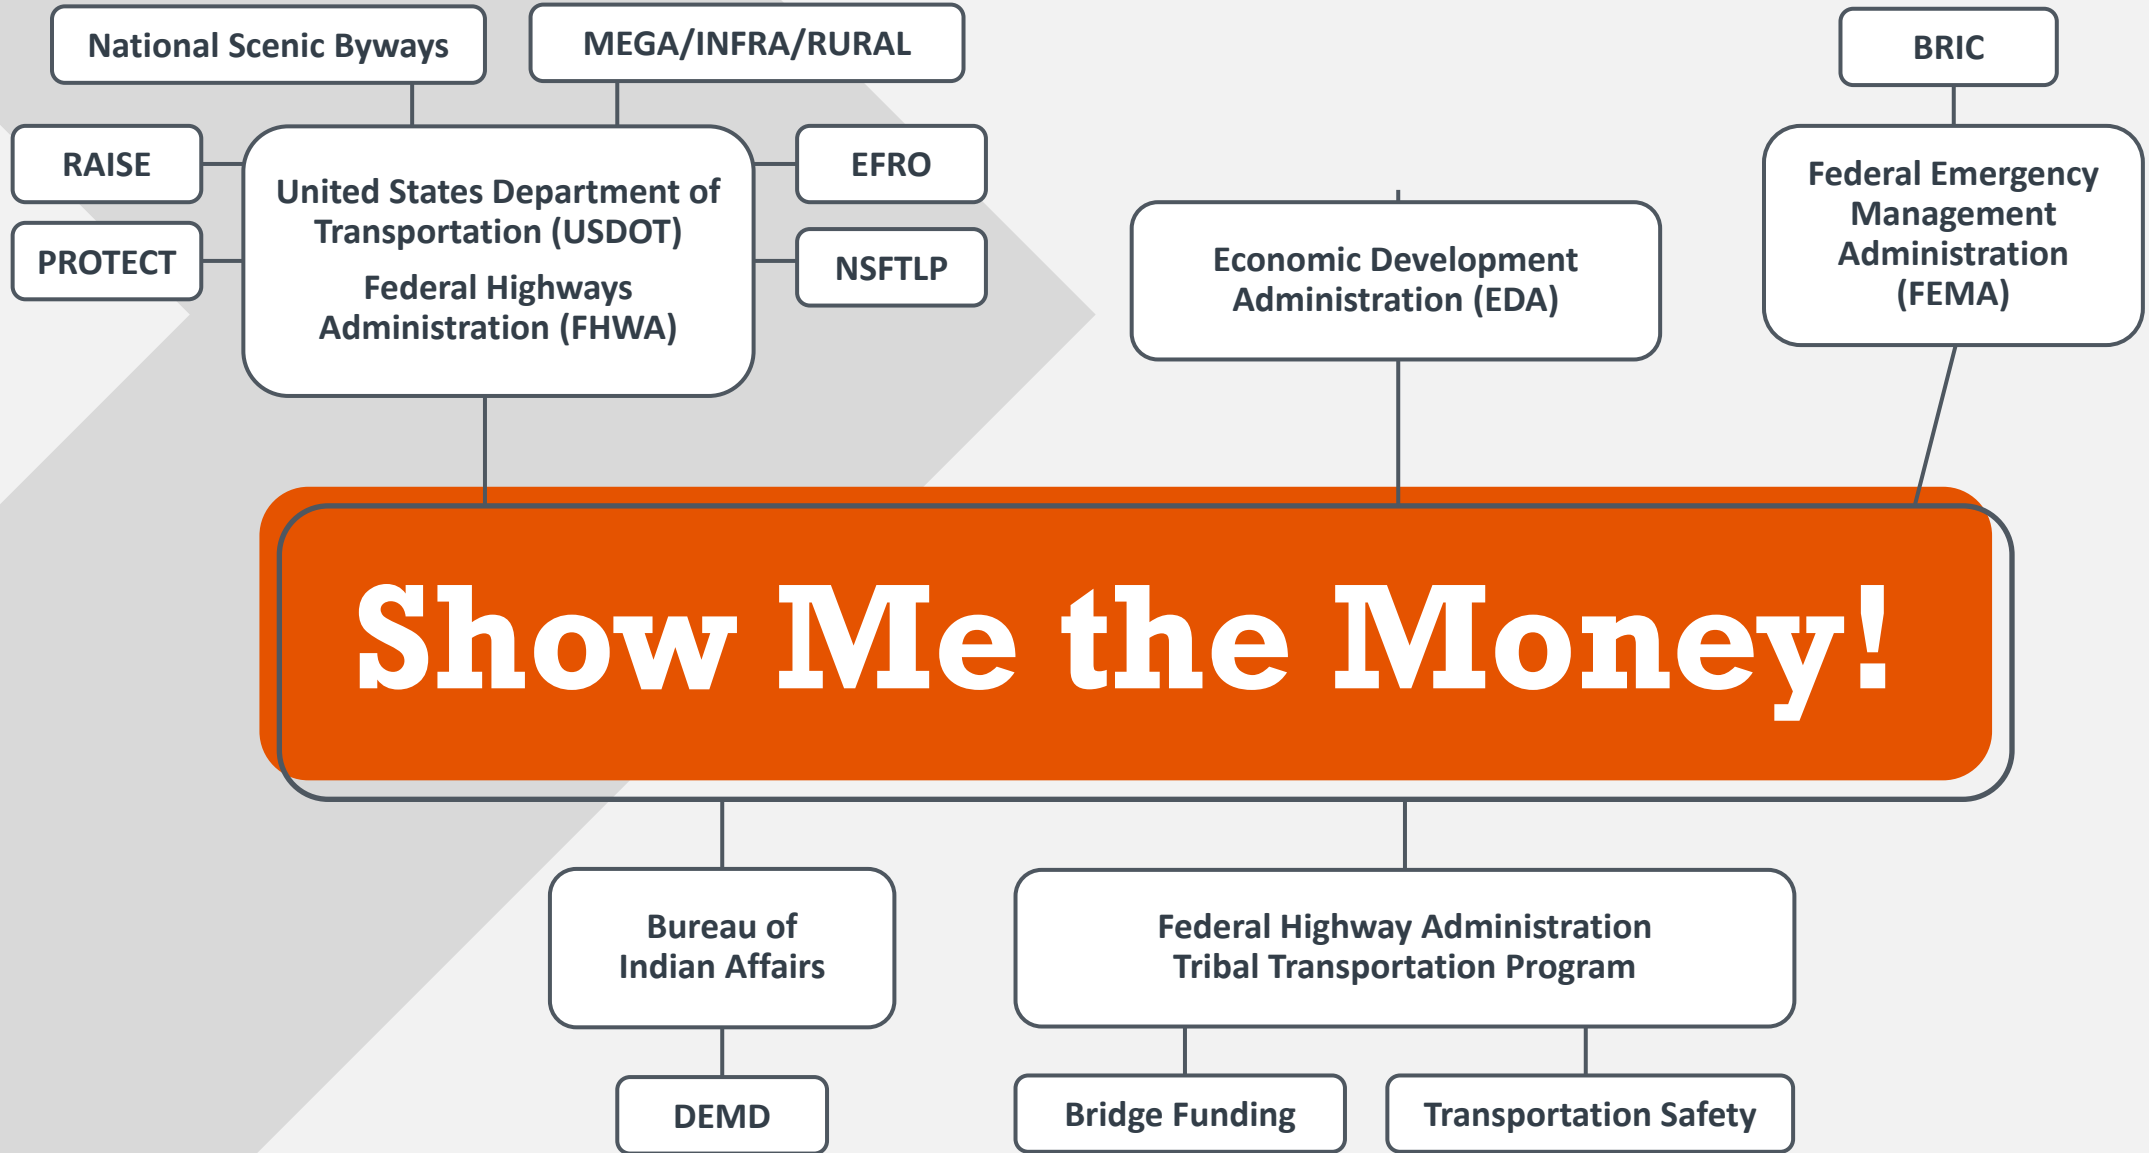 National Scenic Byways
MEGA/INFRA/RURAL
BRIC
RAISE
EFRO
PROTECT
NSFTLP
United States Department of
Transportation (USDOT)
Federal Highways
Administration (FHWA)
Economic Development
Administration (EDA)
Federal Emergency
Management
Administration
(FEMA)
Show Me the Money!
Bureau of
Indian Affairs
Federal Highway Administration
Tribal Transportation Program
DEMD
Bridge Funding
Transportation Safety